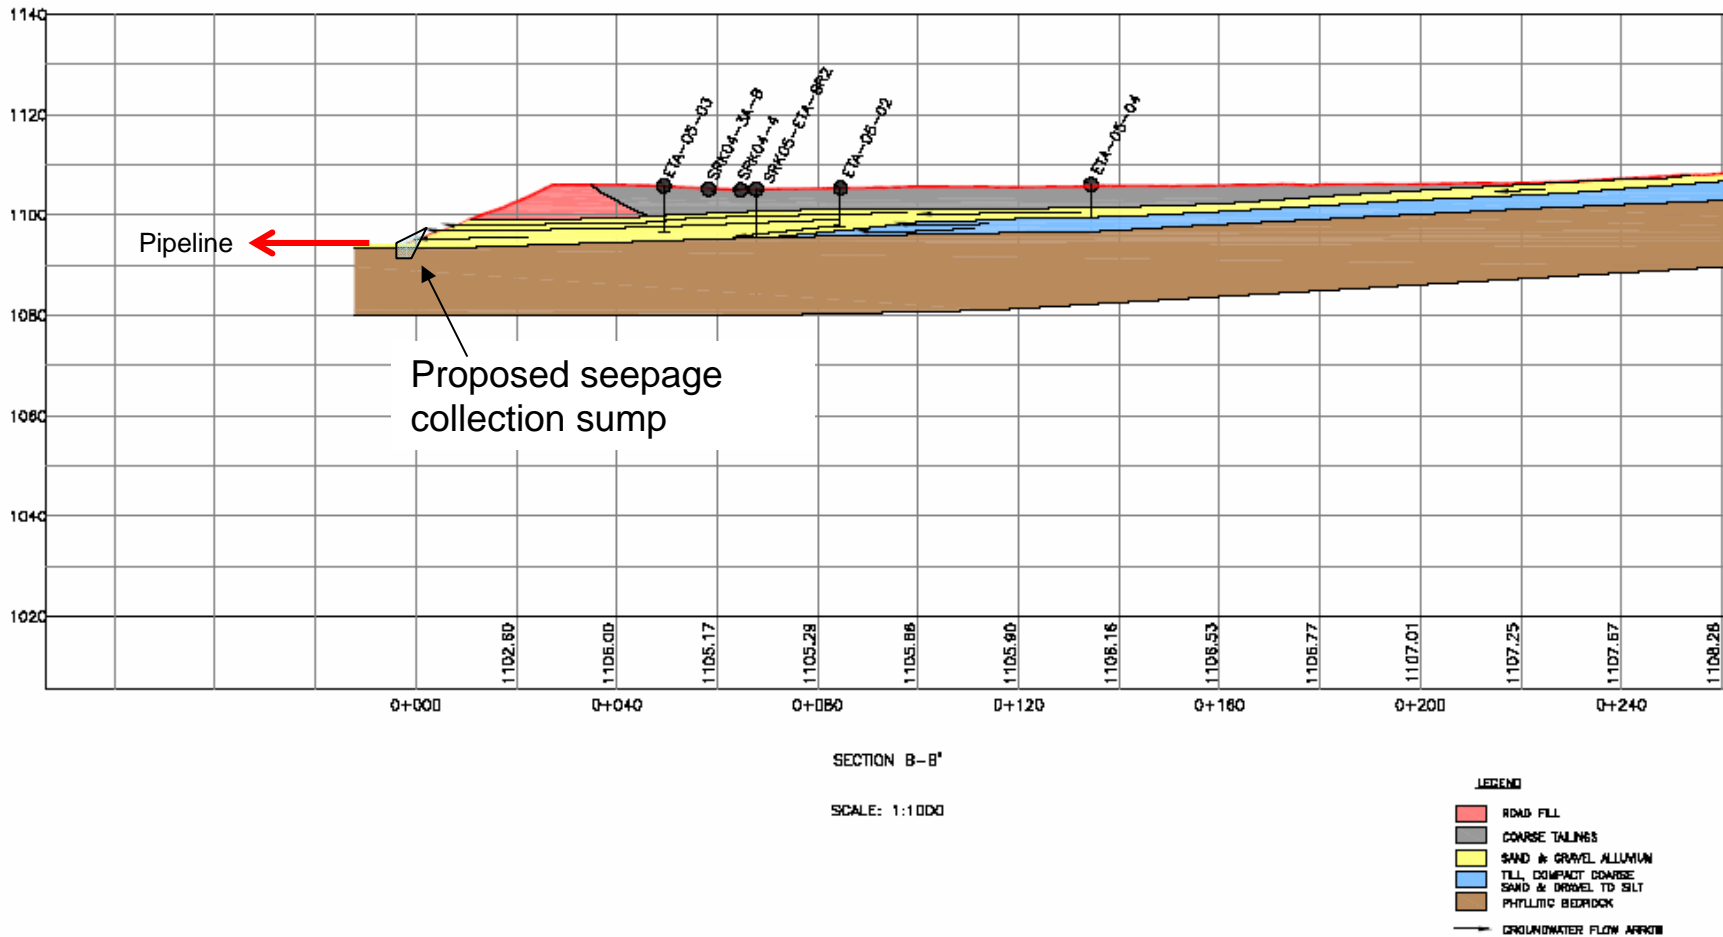 1140
1120
1100
1080
1060
1040
1020
ETA-05-03
SRK04-3A-B
SRK04-4
SRK05-ETA-BR2
ETA-05-02
ETA-05-04
Pipeline
Proposed seepage
collection sump
1102.60
1106.00
1105.17
1105.29
1105.86
1105.90
1106.16
1106.53
1106.77
1107.01
1107.25
1107.67
1108.26
0+000
0+040
0+080
0+120
0+160
0+200
0+240
SECTION B-B'
SCALE: 1:1000
LEGEND
ROAD FILL
COARSE TAILINGS
SAND & GRAVEL ALLUVIUM
TILL, COMPACT COARSE
SAND & GRAVEL TO SILT
PHYLLITIC BEDROCK
GROUNDWATER FLOW ARROW